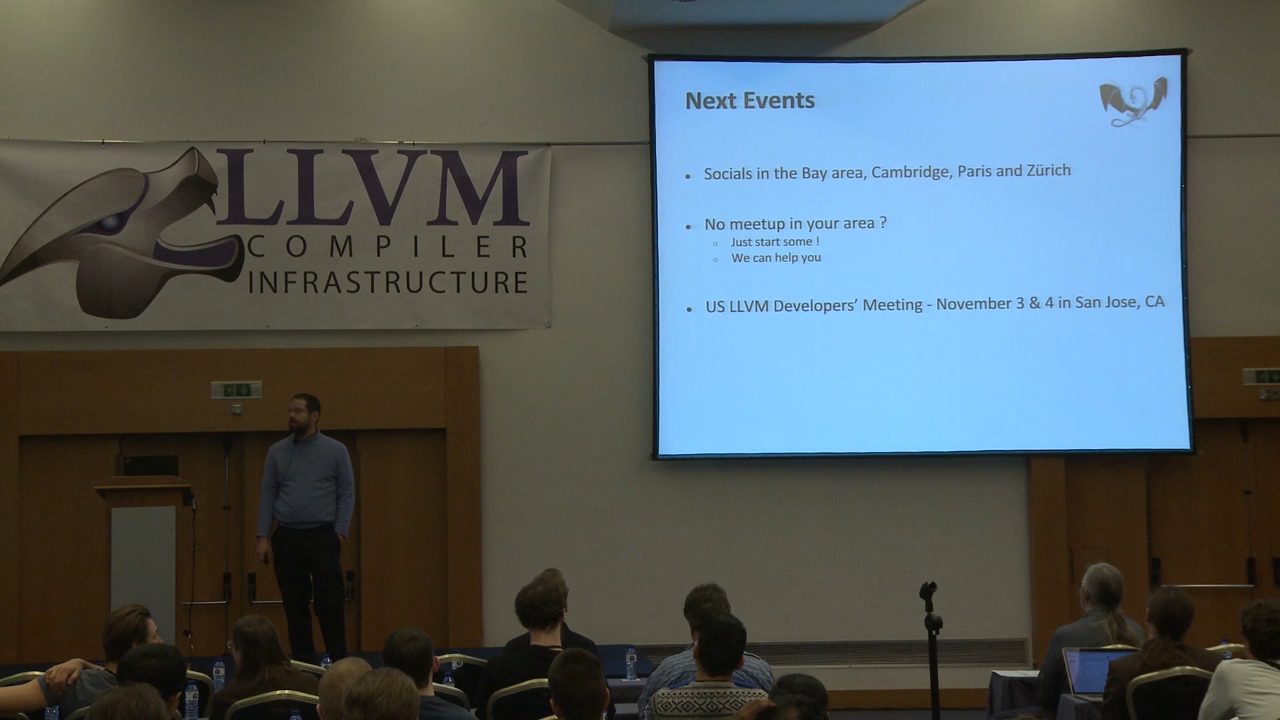 LLVM
COMPILER
INFRASTRUCTURE
Next Events
• Socials in the Bay area, Cambridge, Paris and Zürich
• No meetup in your area ?
○ Just start some !
○ We can help you
• US LLVM Developers’ Meeting - November 3 & 4 in San Jose, CA